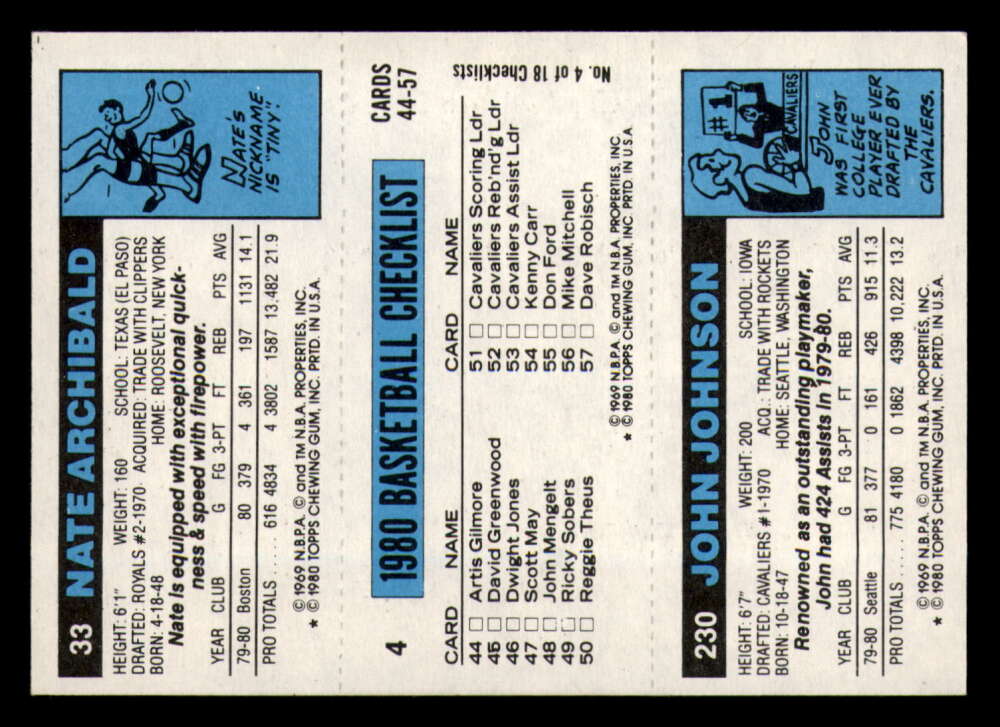 33 NATE ARCHIBALD
HEIGHT: 6'1" WEIGHT: 160 SCHOOL: TEXAS (EL PASO)
DRAFTED: ROYALS #2-1970 ACQUIRED: TRADE WITH CLIPPERS
BORN: 4-18-48 HOME: ROOSEVELT, NEW YORK
Nate is equipped with exceptional quick-
ness & speed with firepower.
YEAR CLUB G FG 3-PT FT REB PTS AVG
79-80 Boston 80 379 4 361 197 1131 14.1
PRO TOTALS . . . . . 616 4834 4 3802 1587 13,482 21.9
© 1969 N.B.P.A. © and TM N.B.A. PROPERTIES, INC.
★ © 1980 TOPPS CHEWING GUM, INC. PRTD. IN U.S.A.
NATE'S
NICKNAME
IS "TINY"!
4 1980 BASKETBALL CHECKLIST CARDS
44-57
CARD NAME CARD NAME
44 □ Artis Gilmore 51 □ Cavaliers Scoring Ldr
45 □ David Greenwood 52 □ Cavaliers Reb'nd'g Ldr
46 □ Dwight Jones 53 □ Cavaliers Assist Ldr
47 □ Scott May 54 □ Kenny Carr
48 □ John Mengelt 55 □ Don Ford
49 □ Ricky Sobers 56 □ Mike Mitchell
50 □ Reggie Theus 57 □ Dave Robisch
No. 4 of 18 Checklists
© 1969 N.B.P.A. © and TM N.B.A. PROPERTIES, INC.
★ © 1980 TOPPS CHEWING GUM, INC. PRTD. IN U.S.A.
230 JOHN JOHNSON
HEIGHT: 6'7" WEIGHT: 200 SCHOOL: IOWA
DRAFTED: CAVALIERS #1-1970 ACQ.: TRADE WITH ROCKETS
BORN: 10-18-47 HOME: SEATTLE, WASHINGTON
Renowned as an outstanding playmaker,
John had 424 Assists in 1979-80.
YEAR CLUB G FG 3-PT FT REB PTS AVG
79-80 Seattle 81 377 0 161 426 915 11.3
PRO TOTALS . . . . 775 4180 0 1862 4398 10,222 13.2
© 1969 N.B.P.A. © and TM N.B.A. PROPERTIES, INC.
★ © 1980 TOPPS CHEWING GUM, INC. PRTD. IN U.S.A.
#1
CAVALIERS
JOHN
WAS FIRST
COLLEGE
PLAYER EVER
DRAFTED BY
THE
CAVALIERS.